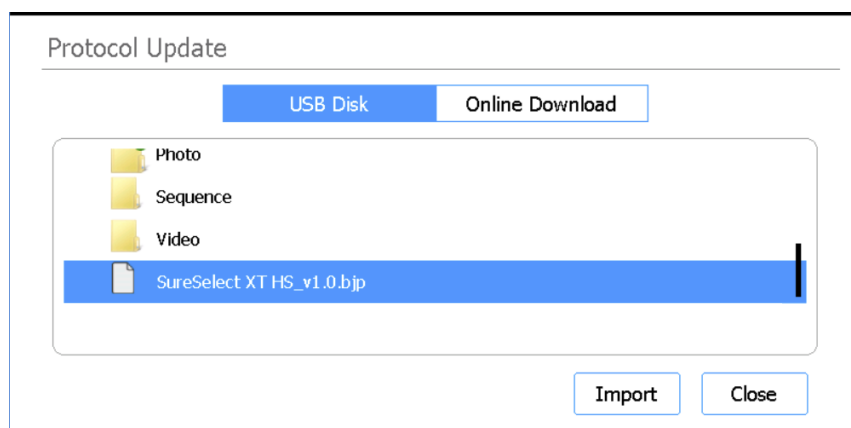 Protocol Update
USB Disk Online Download
Photo
Sequence
Video
SureSelect XT HS_v1.0.bjp
Import Close